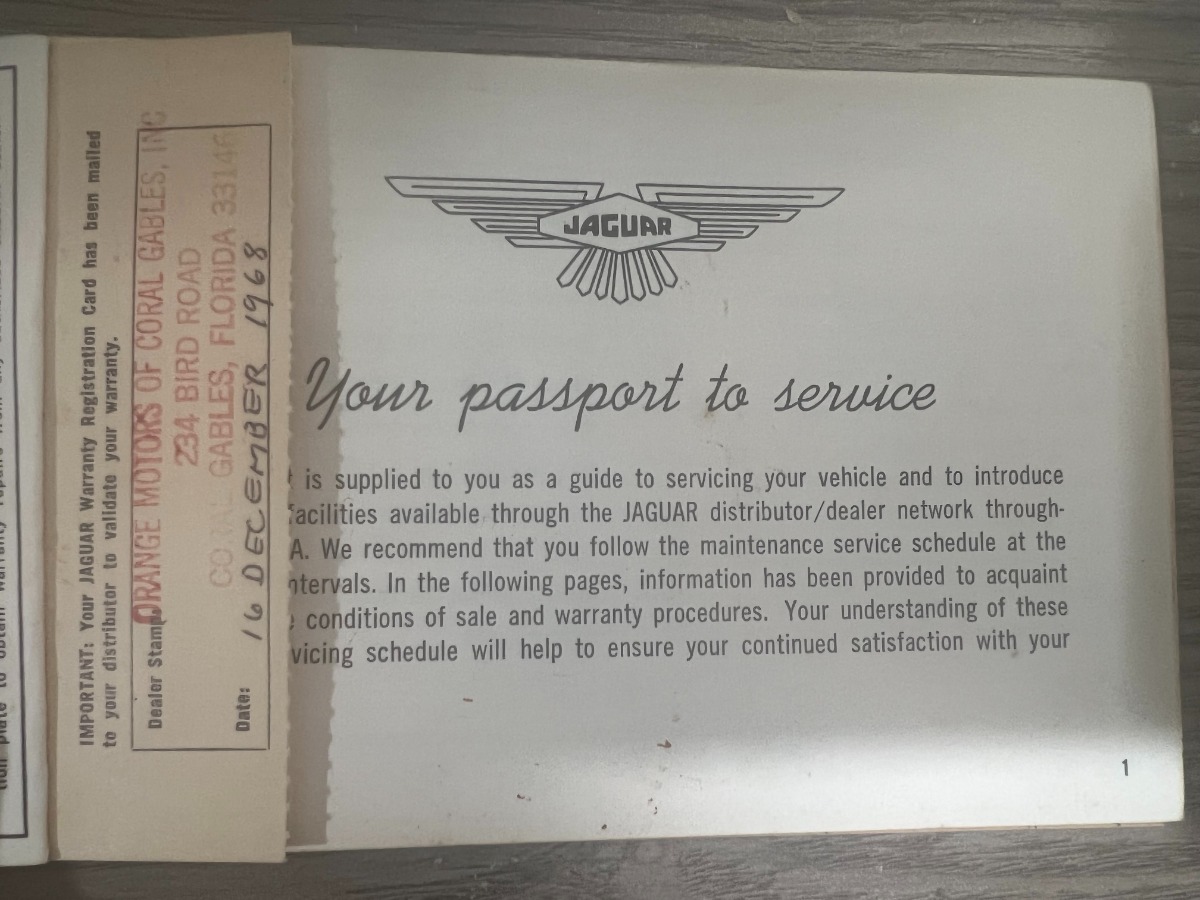 IMPORTANT: Your JAGUAR Warranty Registration Card has been mailed
to your distributor to validate your warranty.
Dealer Stamp
ORANGE MOTORS OF CORAL GABLES, INC
234 BIRD ROAD
GABLES, FLORIDA 33146
Date: 16 DECEMBER 1968
JAGUAR
Your passport to service
is supplied to you as a guide to servicing your vehicle and to introduce
facilities available through the JAGUAR distributor/dealer network through-
A. We recommend that you follow the maintenance service schedule at the
ntervals. In the following pages, information has been provided to acquaint
conditions of sale and warranty procedures. Your understanding of these
vicing schedule will help to ensure your continued satisfaction with your
1